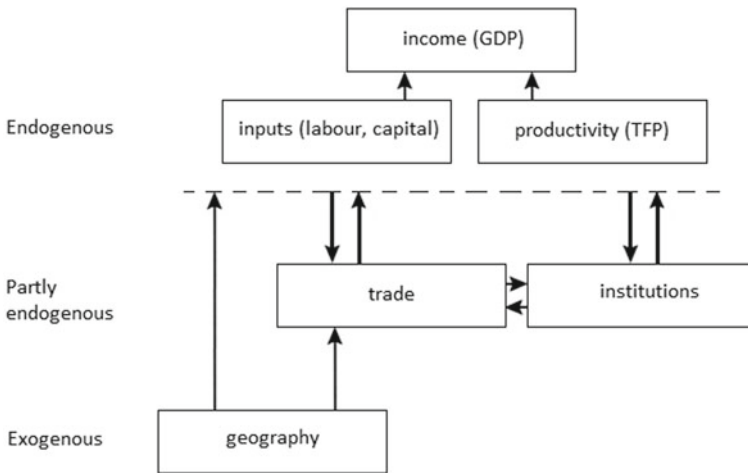 income (GDP)
Endogenous
inputs (labour, capital)
productivity (TFP)
Partly
endogenous
trade
institutions
Exogenous
geography